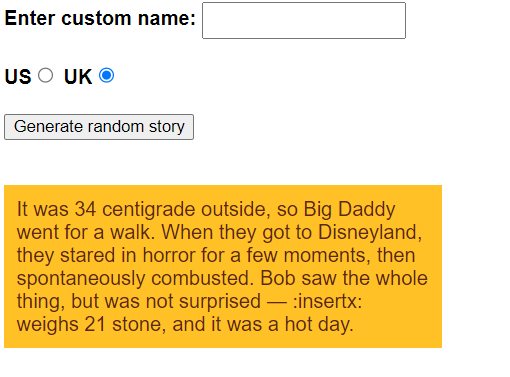 Enter custom name:
US UK
Generate random story
It was 34 centigrade outside, so Big Daddy
went for a walk. When they got to Disneyland,
they stared in horror for a few moments, then
spontaneously combusted. Bob saw the whole
thing, but was not surprised — :insertx:
weighs 21 stone, and it was a hot day.